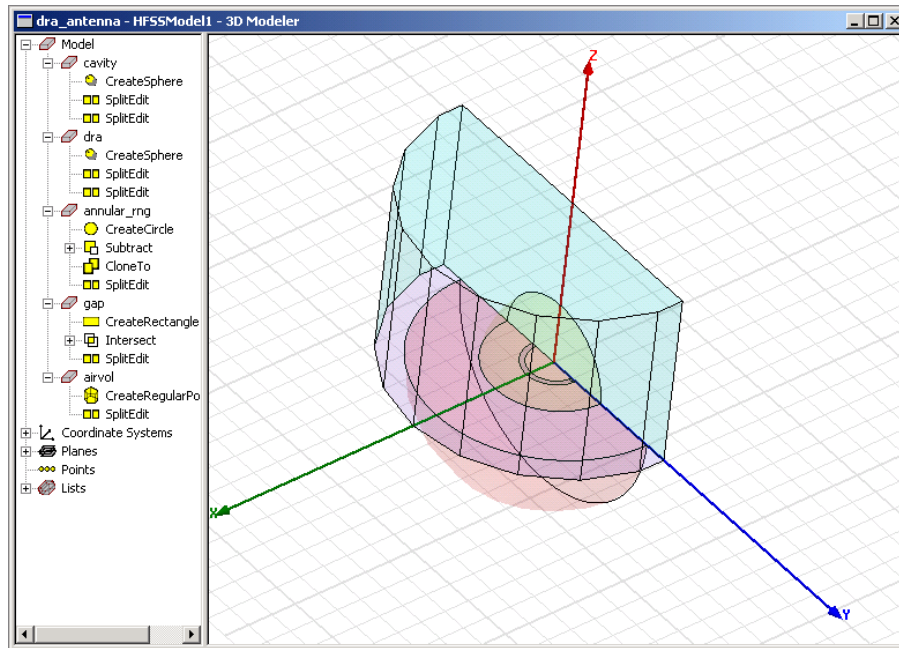 dra_antenna - HFSSModel1 - 3D Modeler
Model
cavity
CreateSphere
SplitEdit
SplitEdit
dra
CreateSphere
SplitEdit
SplitEdit
annular_rng
CreateCircle
Subtract
CloneTo
SplitEdit
gap
CreateRectangle
Intersect
SplitEdit
airvol
CreateRegularPo
SplitEdit
Coordinate Systems
Planes
Points
Lists
Z
X
Y